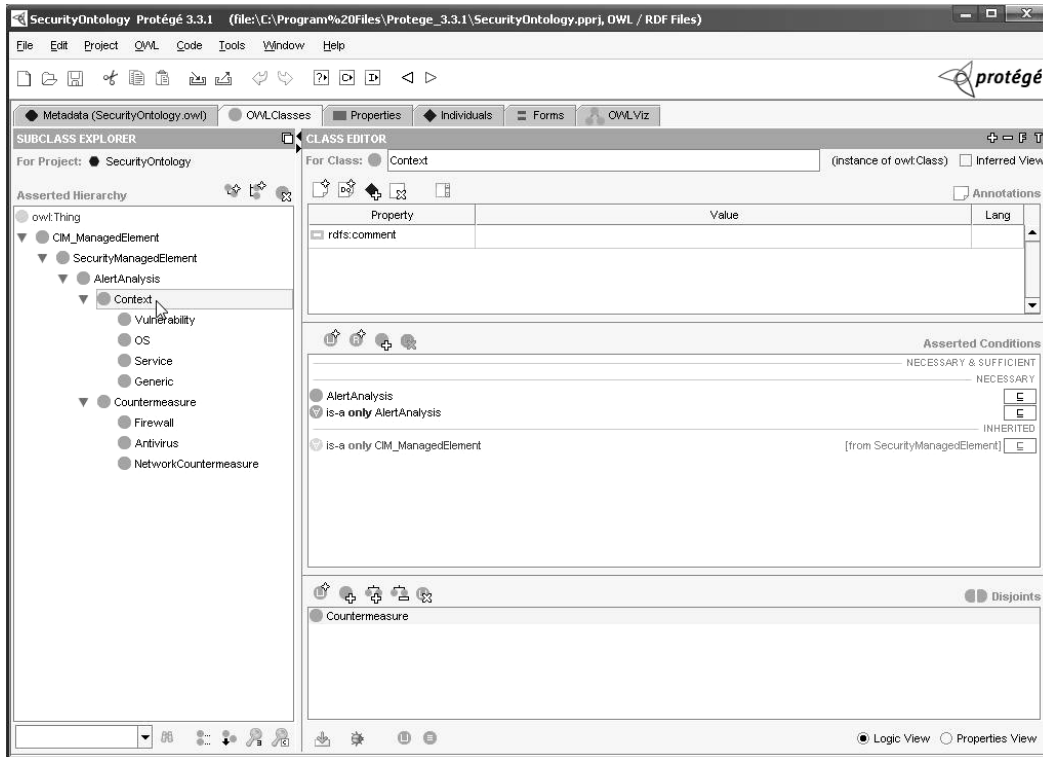 SecurityOntology Protégé 3.3.1 (file:\C:\Program%20Files\Protege_3.3.1\SecurityOntology.pprj, OWL / RDF Files)
File Edit Project OWL Code Tools Window Help
protégé
Metadata (SecurityOntology.owl) OWLClasses Properties Individuals Forms OWLViz
SUBCLASS EXPLORER
For Project: SecurityOntology
Asserted Hierarchy
owl:Thing
CIM_ManagedElement
SecurityManagedElement
AlertAnalysis
Context
Vulnerability
OS
Service
Generic
Countermeasure
Firewall
Antivirus
NetworkCountermeasure
CLASS EDITOR
For Class: Context (instance of owl:Class) Inferred View
Annotations
Property Value Lang
rdfs:comment
Asserted Conditions
NECESSARY & SUFFICIENT
NECESSARY
AlertAnalysis
is-a only AlertAnalysis
INHERITED
is-a only CIM_ManagedElement [from SecurityManagedElement]
Disjoints
Countermeasure
Logic View Properties View